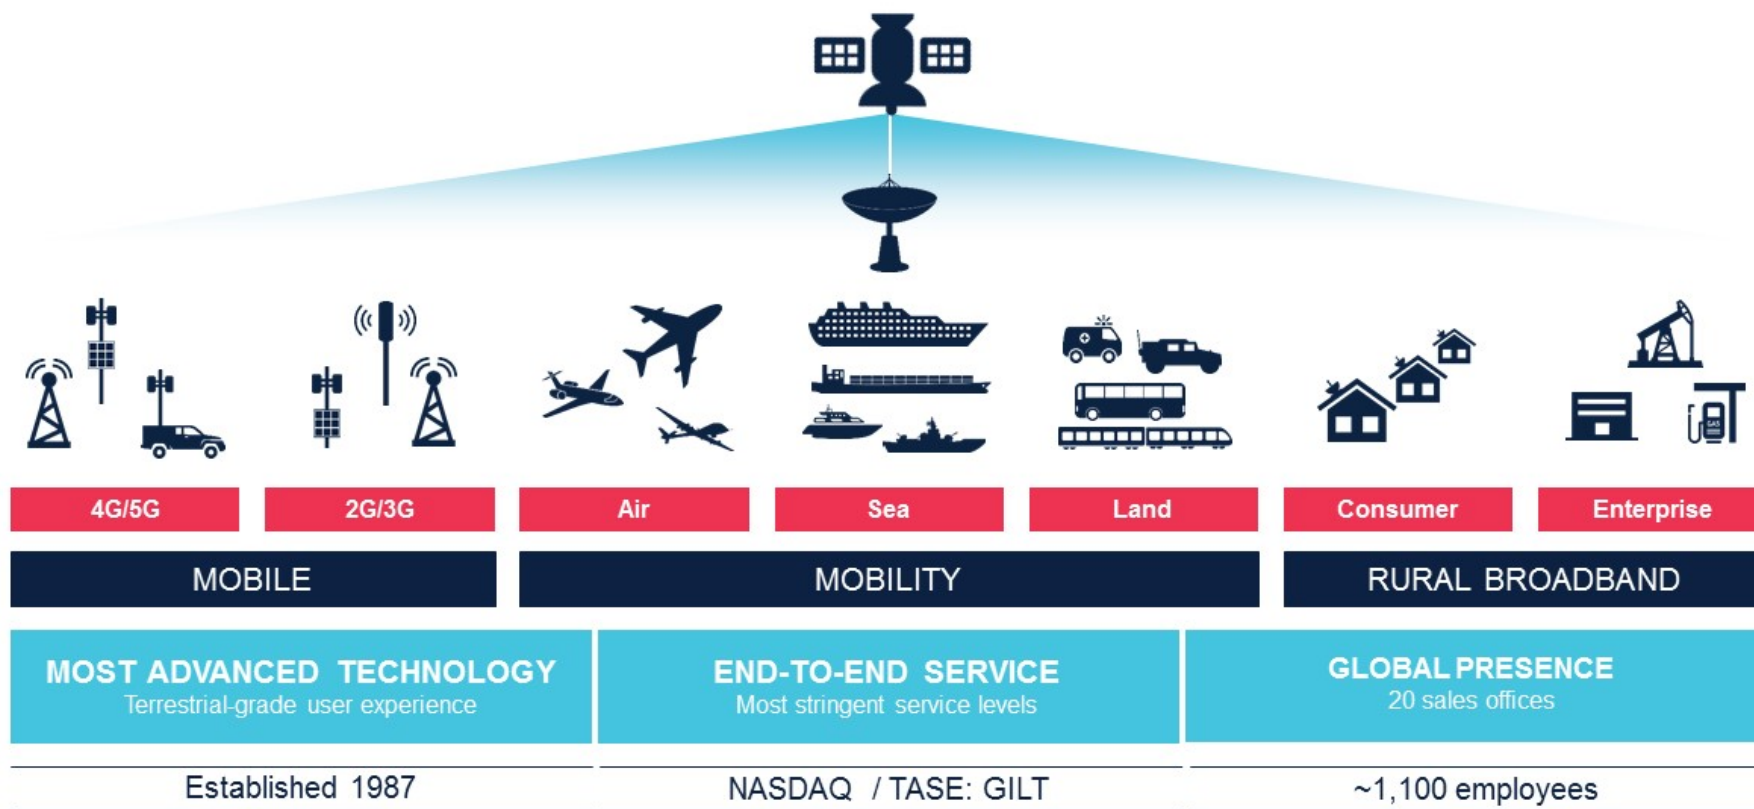 GAS
4G/5G
2G/3G
Air
Sea
Land
Consumer
Enterprise
MOBILE
MOBILITY
RURAL BROADBAND
MOST ADVANCED TECHNOLOGY
Terrestrial-grade user experience
END-TO-END SERVICE
Most stringent service levels
GLOBAL PRESENCE
20 sales offices
Established 1987
NASDAQ / TASE: GILT
~1,100 employees